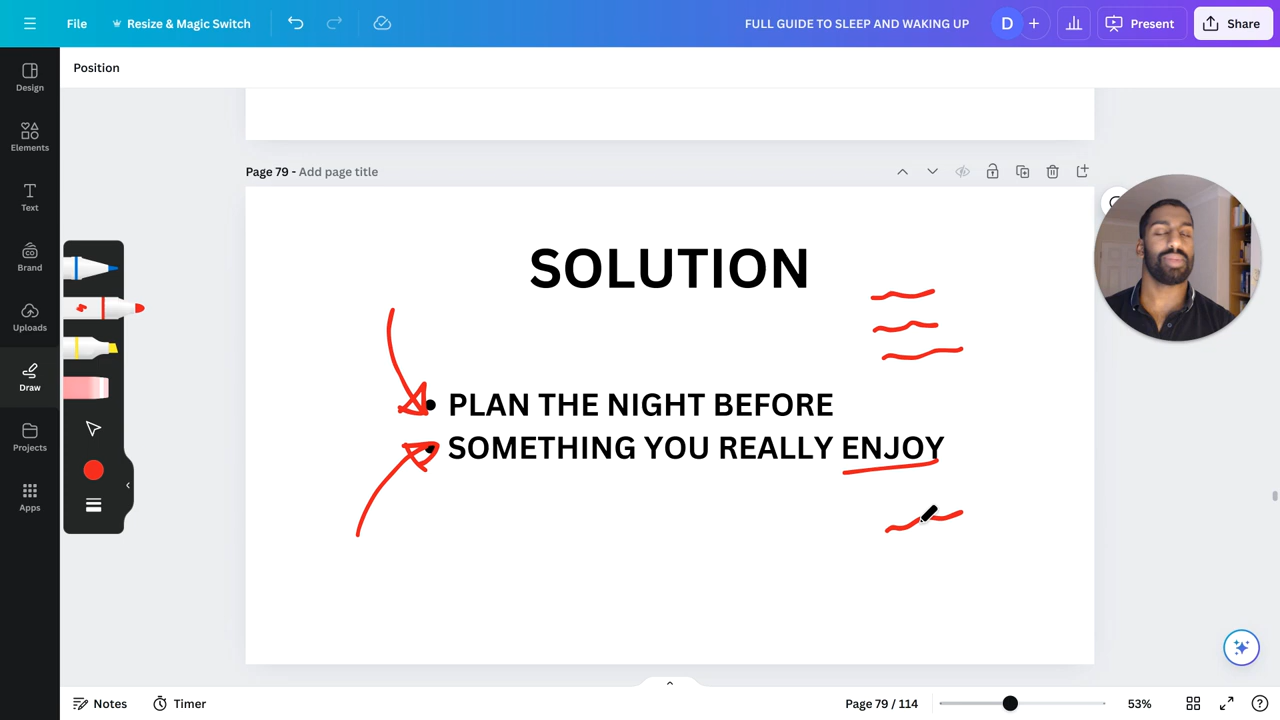 File
Resize & Magic Switch
FULL GUIDE TO SLEEP AND WAKING UP
D
Present
Share
Position
Design
Elements
Text
Brand
Uploads
Draw
Projects
Apps
Page 79 - Add page title
SOLUTION
• PLAN THE NIGHT BEFORE
• SOMETHING YOU REALLY ENJOY
Notes
Timer
Page 79 / 114
53%